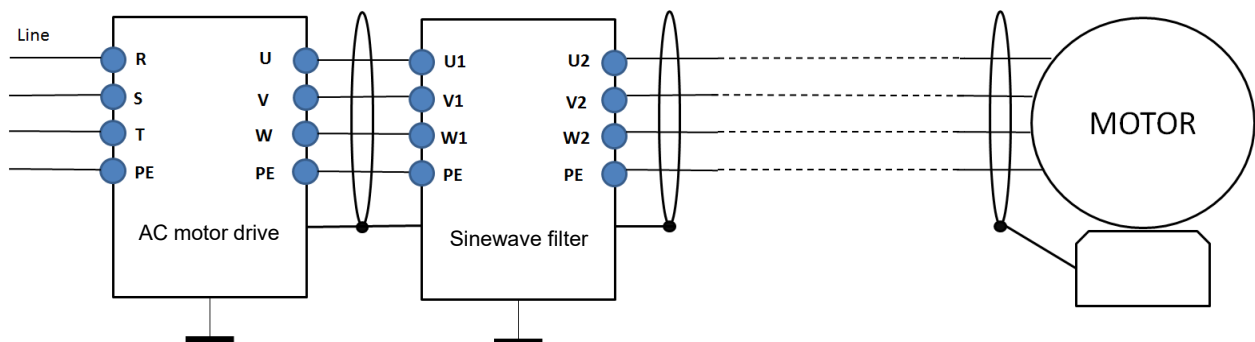 Line
R U U1 U2
S V V1 V2
T W W1 W2
PE PE PE PE
MOTOR
AC motor drive
Sinewave filter